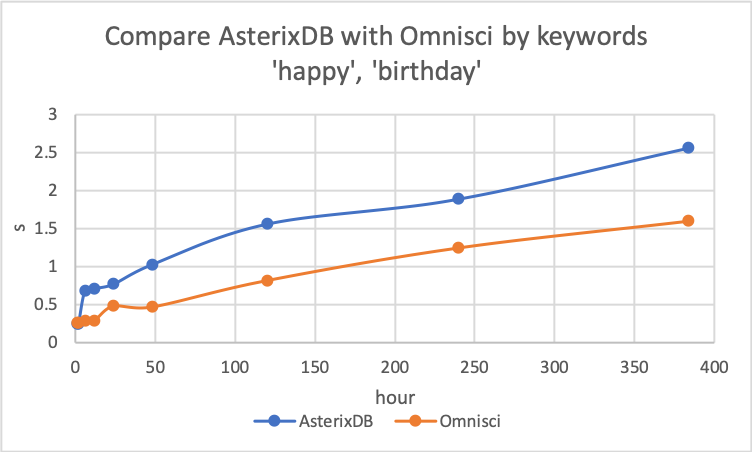 Compare AsterixDB with Omnisci by keywords
'happy', 'birthday'
3
2.5
2
1.5
1
0.5
0
s
0 50 100 150 200 250 300 350 400
hour
AsterixDB Omnisci